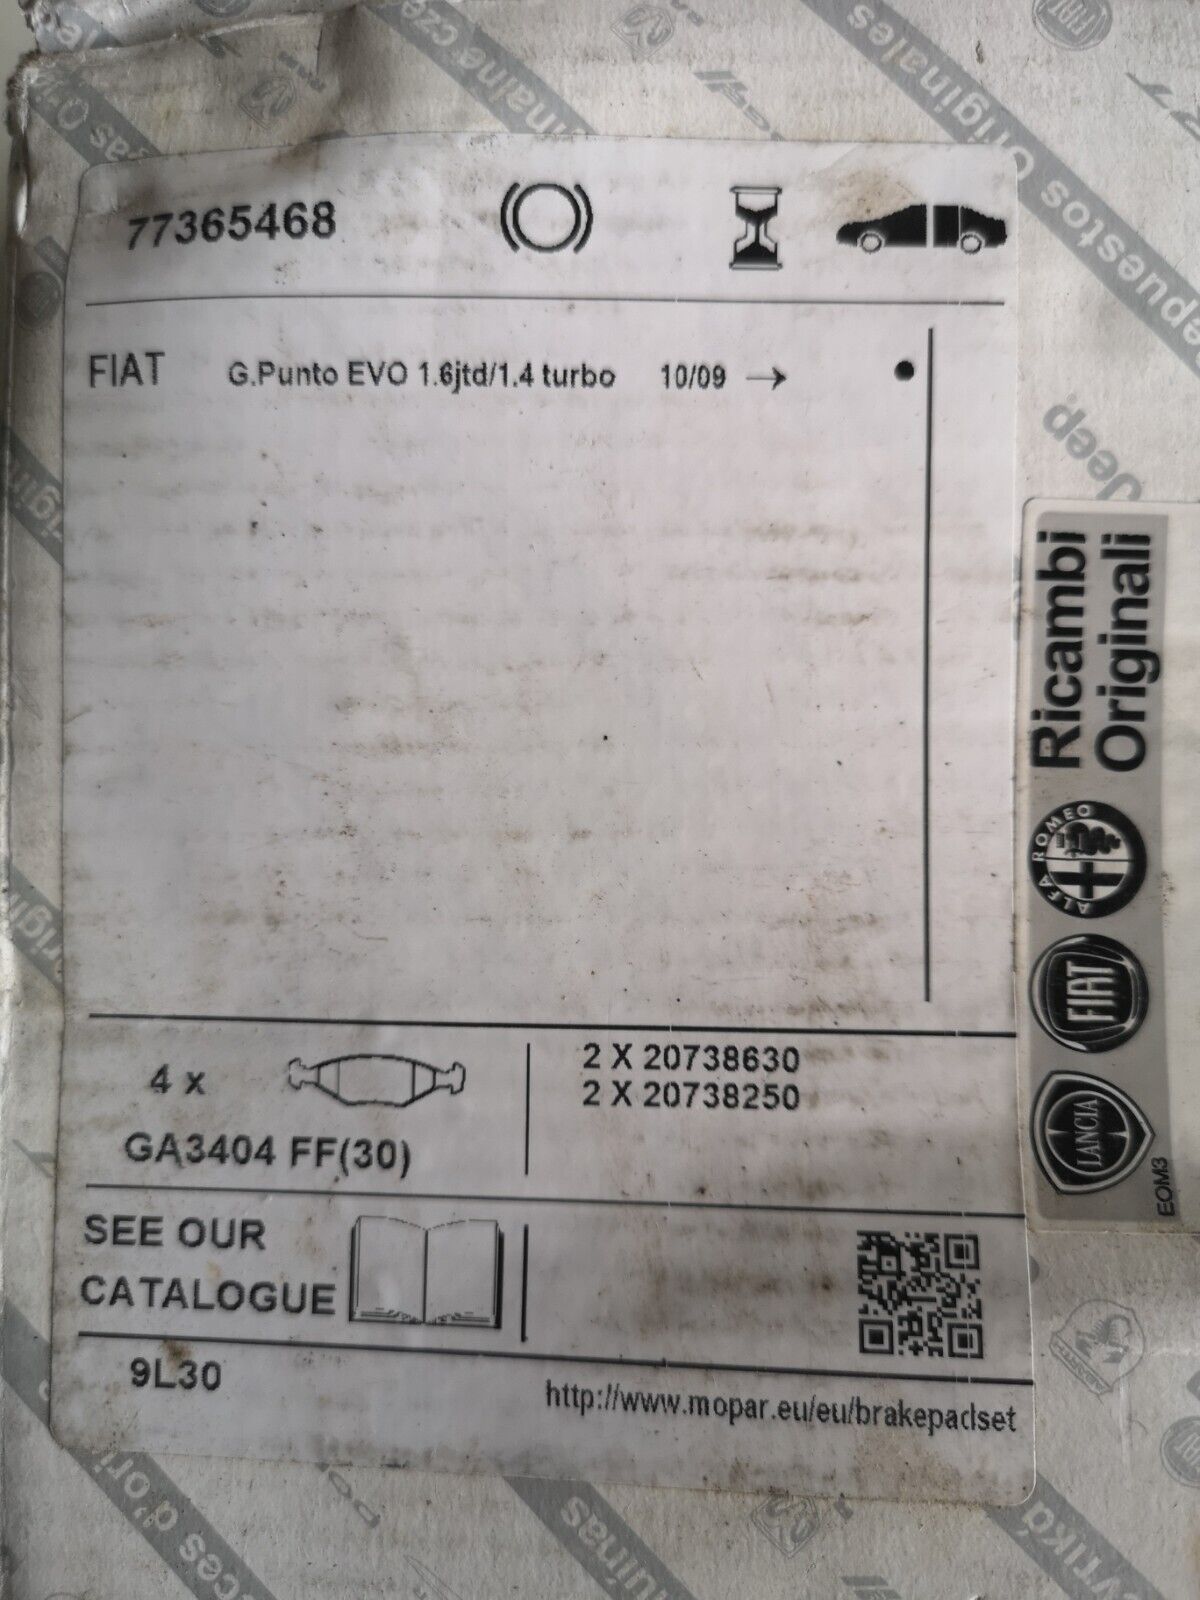 77365468
FIAT G.Punto EVO 1.6jtd/1.4 turbo 10/09 →
4 x
GA3404 FF(30)
2 X 20738630
2 X 20738250
SEE OUR
CATALOGUE
9L30
http://www.mopar.eu/eu/brakepadset
Ricambi
Originali
ALFA ROMEO
FIAT
LANCIA
EOM3
Jeep
Originales
epuestos Originales